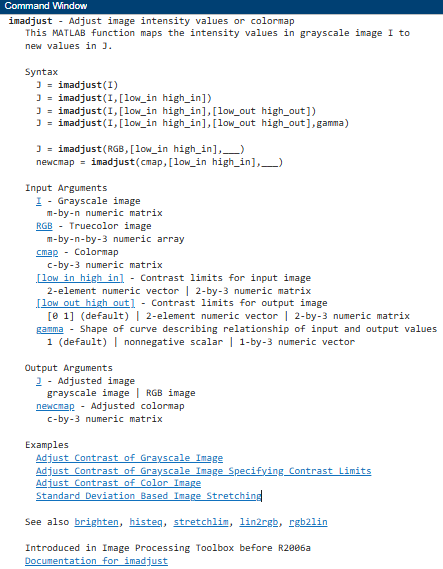 Command Window
imadjust - Adjust image intensity values or colormap
This MATLAB function maps the intensity values in grayscale image I to
new values in J.
Syntax
J = imadjust(I)
J = imadjust(I,[low_in high_in])
J = imadjust(I,[low_in high_in],[low_out high_out])
J = imadjust(I,[low_in high_in],[low_out high_out],gamma)
J = imadjust(RGB,[low_in high_in],___)
newcmap = imadjust(cmap,[low_in high_in],___)
Input Arguments
I - Grayscale image
m-by-n numeric matrix
RGB - Truecolor image
m-by-n-by-3 numeric array
cmap - Colormap
c-by-3 numeric matrix
[low in high in] - Contrast limits for input image
2-element numeric vector | 2-by-3 numeric matrix
[low out high out] - Contrast limits for output image
[0 1] (default) | 2-element numeric vector | 2-by-3 numeric matrix
gamma - Shape of curve describing relationship of input and output values
1 (default) | nonnegative scalar | 1-by-3 numeric vector
Output Arguments
J - Adjusted image
grayscale image | RGB image
newcmap - Adjusted colormap
c-by-3 numeric matrix
Examples
Adjust Contrast of Grayscale Image
Adjust Contrast of Grayscale Image Specifying Contrast Limits
Adjust Contrast of Color Image
Standard Deviation Based Image Stretching
See also brighten, histeq, stretchlim, lin2rgb, rgb2lin
Introduced in Image Processing Toolbox before R2006a
Documentation for imadjust